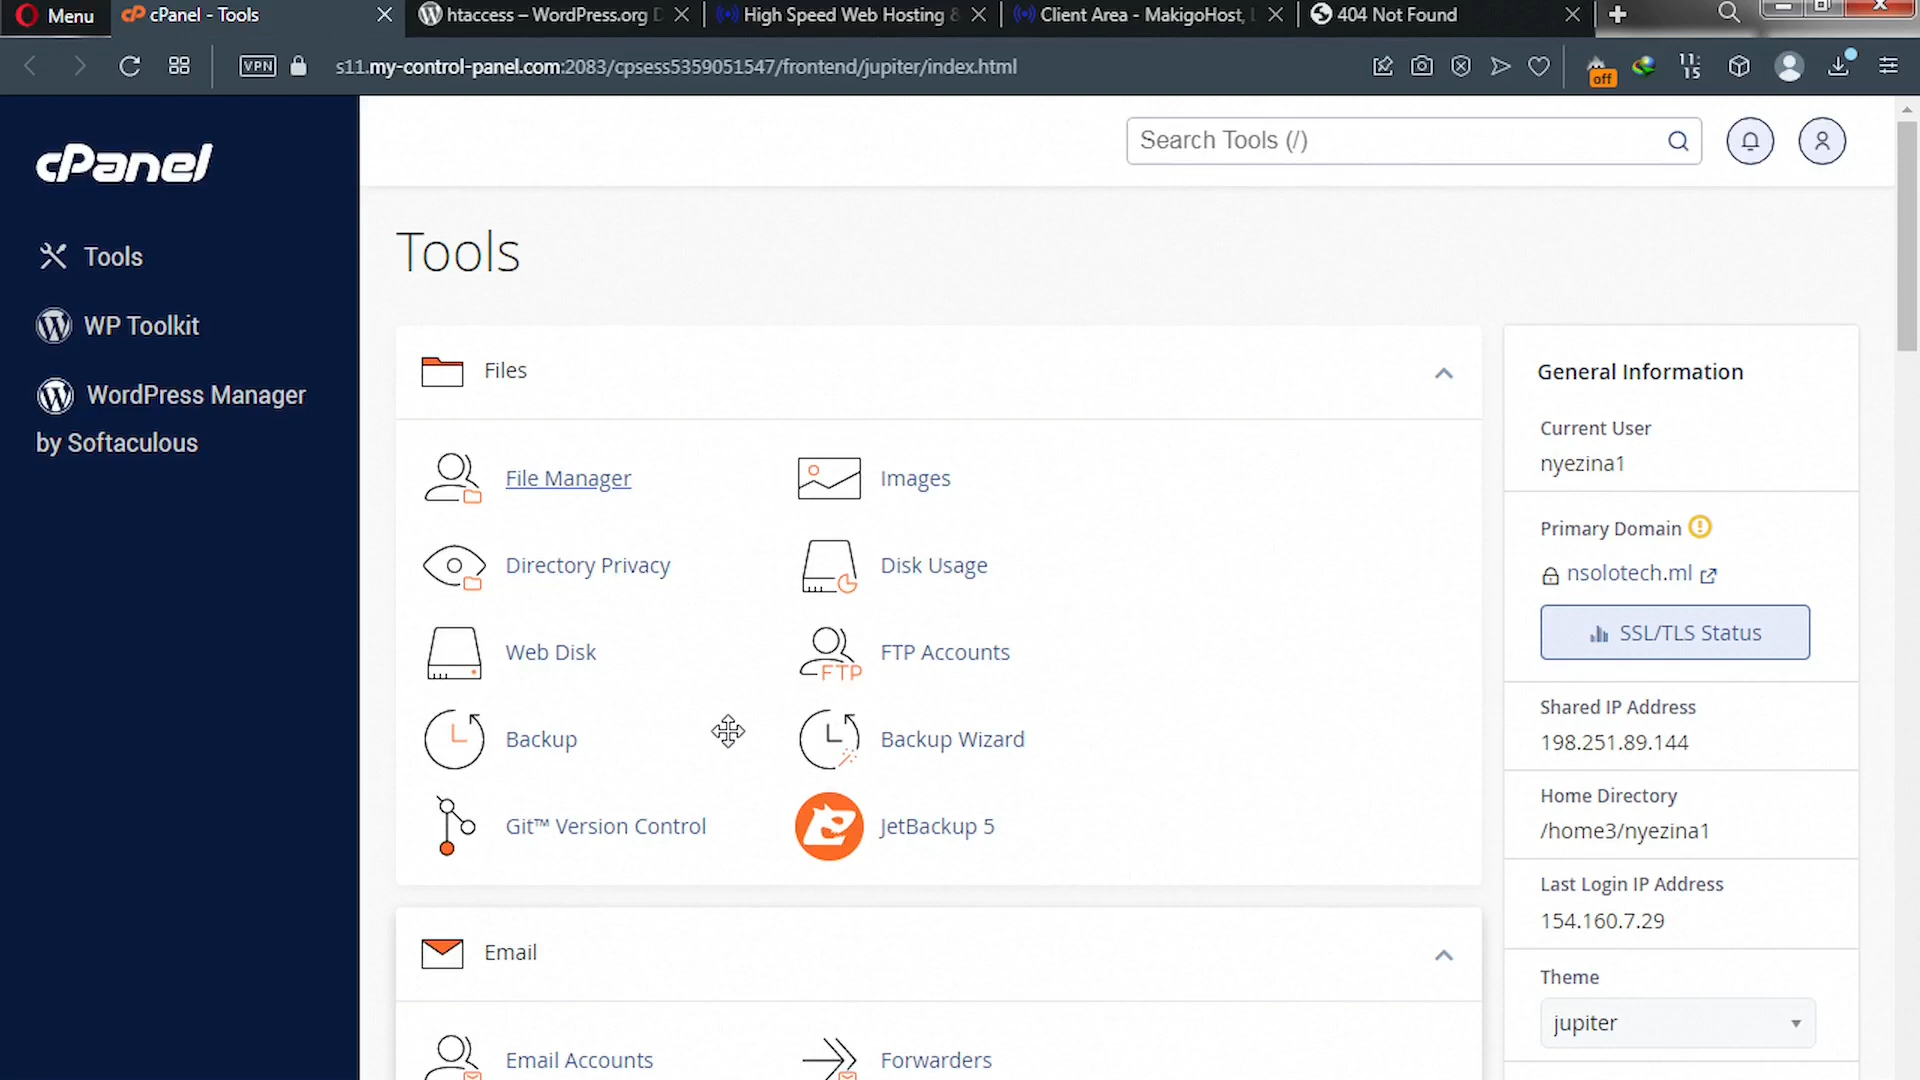 Menu
cPanel - Tools
htaccess – WordPress.org D
High Speed Web Hosting &
Client Area - MakigoHost, L
404 Not Found
VPN
s11.my-control-panel.com:2083/cpsess5359051547/frontend/jupiter/index.html
off
11:
15
cPanel
Search Tools (/)
Tools
WP Toolkit
WordPress Manager
by Softaculous
Tools
Files
File Manager
Images
Directory Privacy
Disk Usage
Web Disk
FTP
FTP Accounts
Backup
Backup Wizard
Git™ Version Control
JetBackup 5
Email
Email Accounts
Forwarders
General Information
Current User
nyezina1
Primary Domain
nsolotech.ml
SSL/TLS Status
Shared IP Address
198.251.89.144
Home Directory
/home3/nyezina1
Last Login IP Address
154.160.7.29
Theme
jupiter